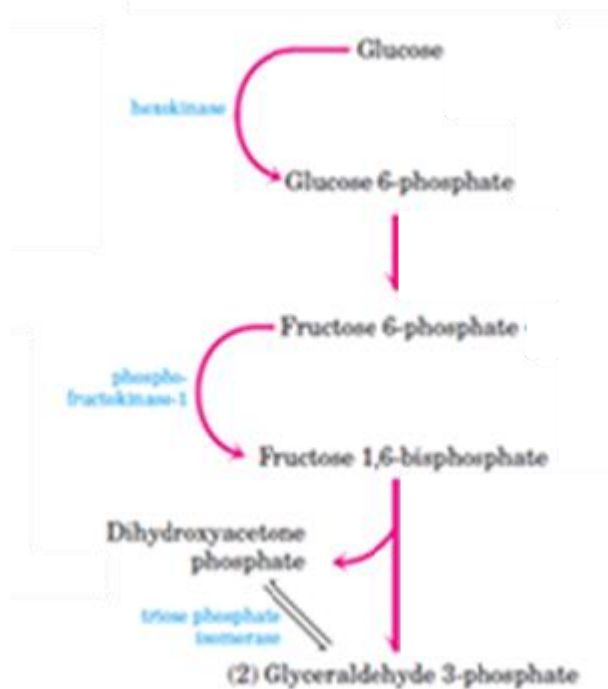 Glucose
hexokinase
Glucose 6-phosphate
Fructose 6-phosphate
phospho-
fructokinase-1
Fructose 1,6-bisphosphate
Dihydroxyacetone
phosphate
triose phosphate
isomerase
(2) Glyceraldehyde 3-phosphate